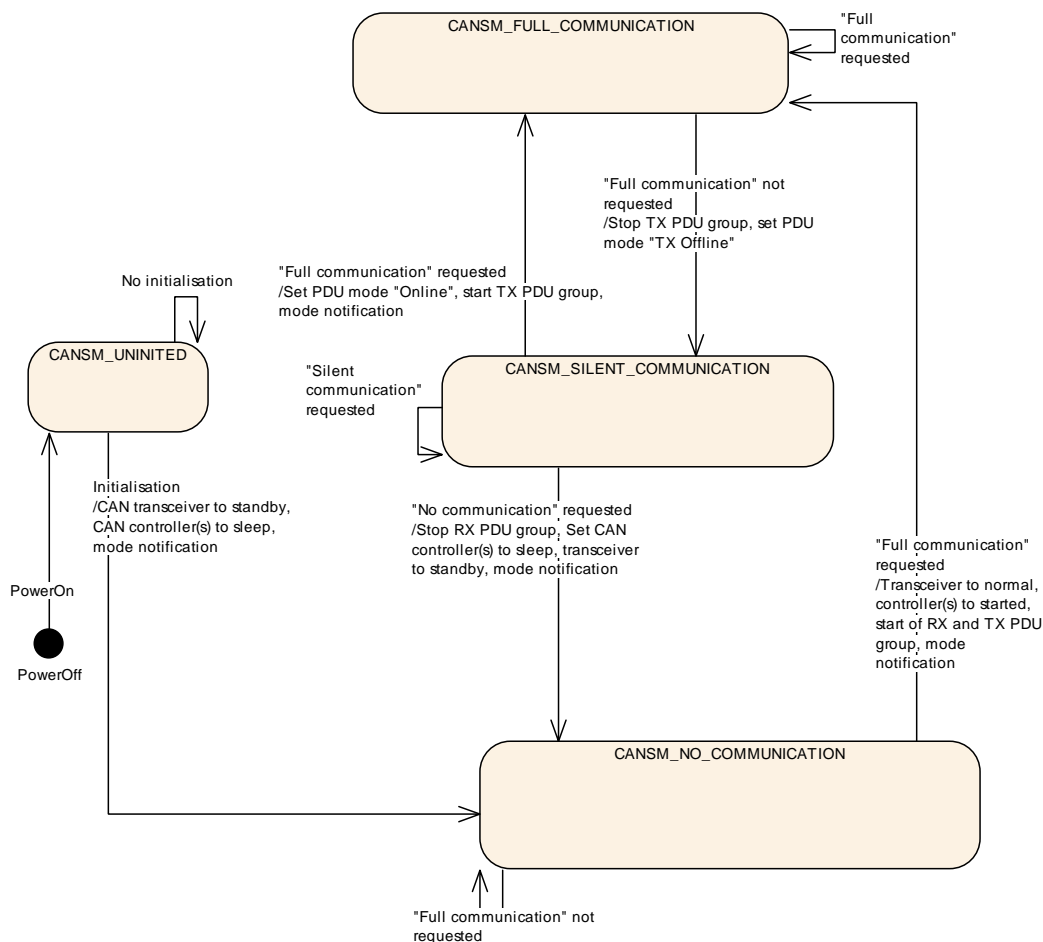 CANSM_FULL_COMMUNICATION
"Full
communication"
requested
"Full communication" not
requested
/Stop TX PDU group, set PDU
mode "TX Offline"
"Full communication" requested
/Set PDU mode "Online", start TX PDU group,
mode notification
No initialisation
CANSM_UNINITED
"Silent
communication"
requested
CANSM_SILENT_COMMUNICATION
Initialisation
/CAN transceiver to standby,
CAN controller(s) to sleep,
mode notification
"No communication" requested
/Stop RX PDU group, Set CAN
controller(s) to sleep, transceiver
to standby, mode notification
"Full communication"
requested
/Transceiver to normal,
controller(s) to started,
start of RX and TX PDU
group, mode
notification
PowerOn
PowerOff
CANSM_NO_COMMUNICATION
"Full communication" not
requested